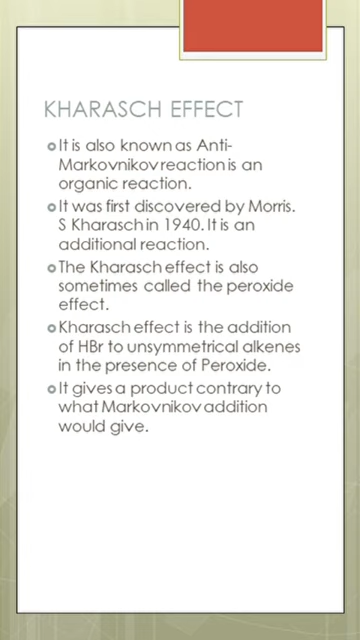 KHARASCH EFFECT
It is also known as Anti-
Markovnikov reaction is an
organic reaction.
It was first discovered by Morris.
S Kharasch in 1940. It is an
additional reaction.
The Kharasch effect is also
sometimes called the peroxide
effect.
Kharasch effect is the addition
of HBr to unsymmetrical alkenes
in the presence of Peroxide.
It gives a product contrary to
what Markovnikov addition
would give.